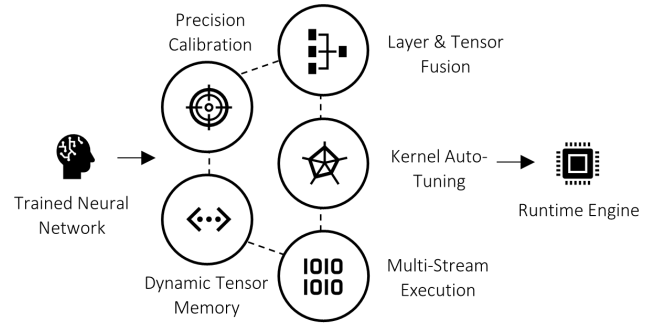 Precision
Calibration
Layer & Tensor
Fusion
Trained Neural
Network
Kernel Auto-
Tuning
Runtime Engine
Dynamic Tensor
Memory
1010
1010
Multi-Stream
Execution